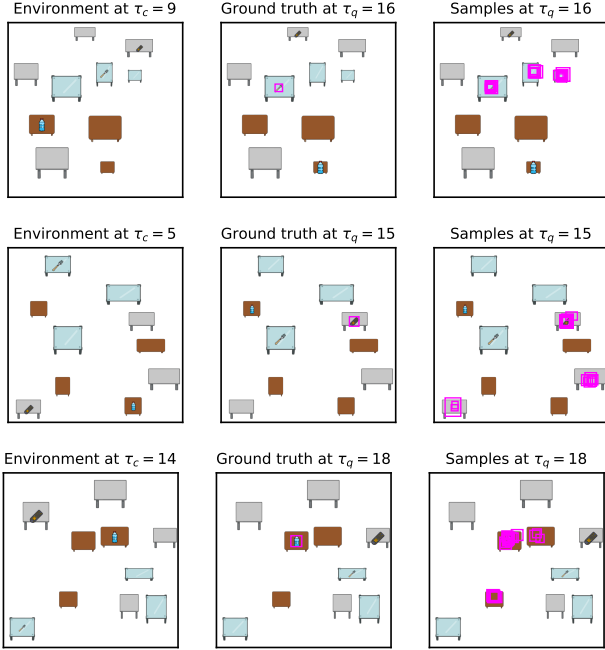 Environment at τc = 9
Ground truth at τq = 16
Samples at τq = 16
Environment at τc = 5
Ground truth at τq = 15
Samples at τq = 15
Environment at τc = 14
Ground truth at τq = 18
Samples at τq = 18